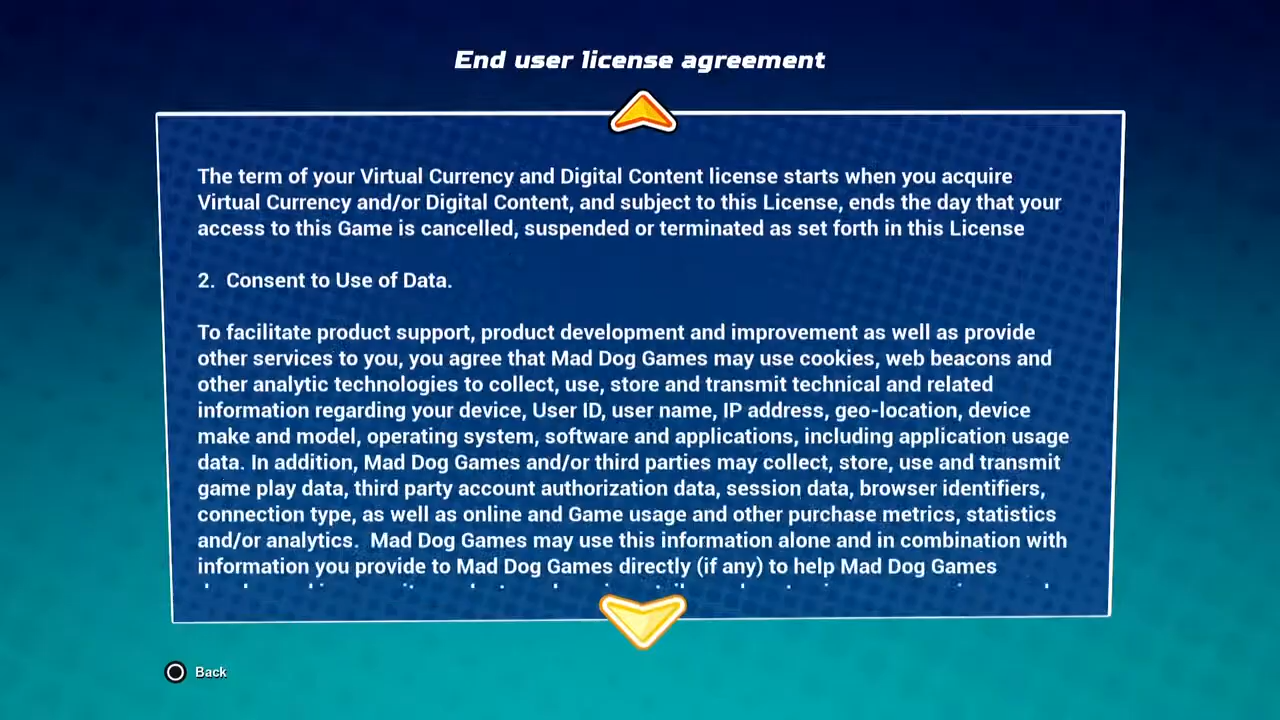 End user license agreement
The term of your Virtual Currency and Digital Content license starts when you acquire
Virtual Currency and/or Digital Content, and subject to this License, ends the day that your
access to this Game is cancelled, suspended or terminated as set forth in this License
2.  Consent to Use of Data.
To facilitate product support, product development and improvement as well as provide
other services to you, you agree that Mad Dog Games may use cookies, web beacons and
other analytic technologies to collect, use, store and transmit technical and related
information regarding your device, User ID, user name, IP address, geo-location, device
make and model, operating system, software and applications, including application usage
data. In addition, Mad Dog Games and/or third parties may collect, store, use and transmit
game play data, third party account authorization data, session data, browser identifiers,
connection type, as well as online and Game usage and other purchase metrics, statistics
and/or analytics.  Mad Dog Games may use this information alone and in combination with
information you provide to Mad Dog Games directly (if any) to help Mad Dog Games
Back